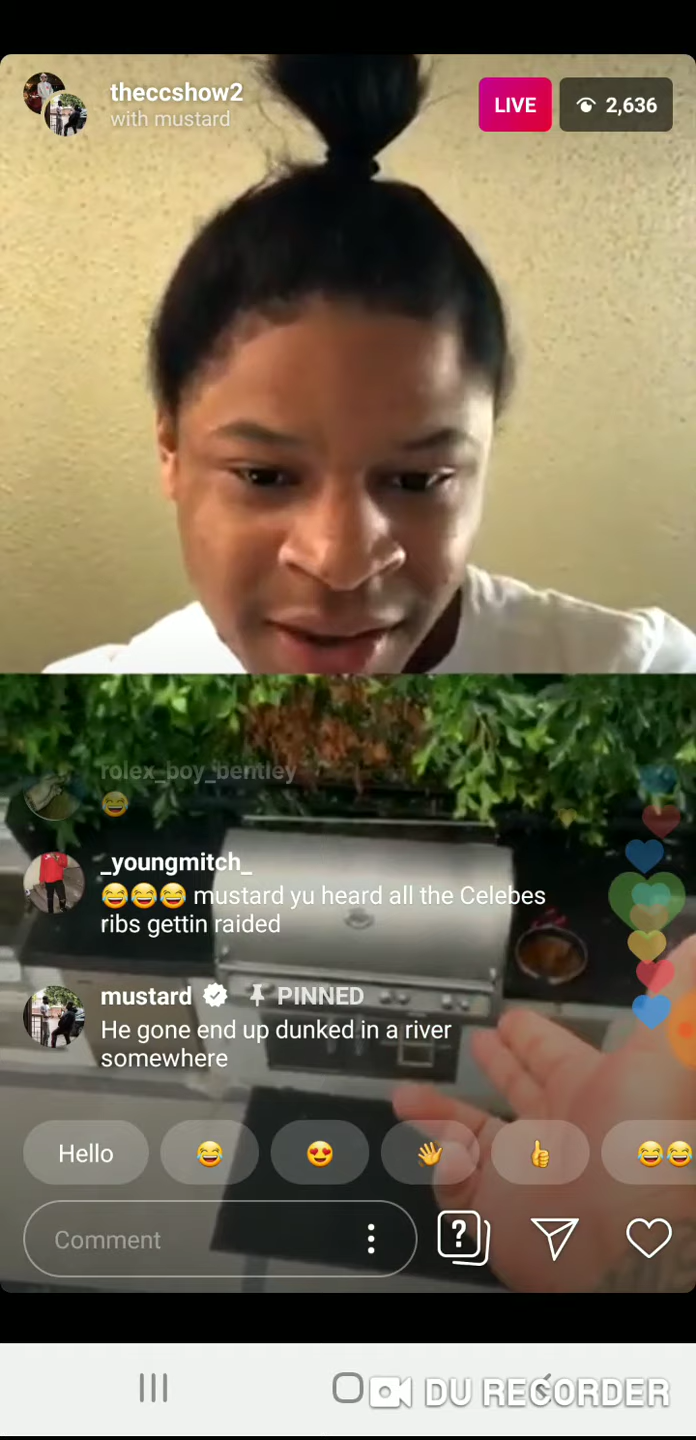 theccshow2
with mustard
LIVE
2,636
rolex_boy_bentley
😂
_youngmitch_
😂😂😂 mustard yu heard all the Celebes
ribs gettin raided
mustard PINNED
He gone end up dunked in a river
somewhere
Hello
😂 😍 👋 👍 😂😂
Comment
?
DU RECORDER